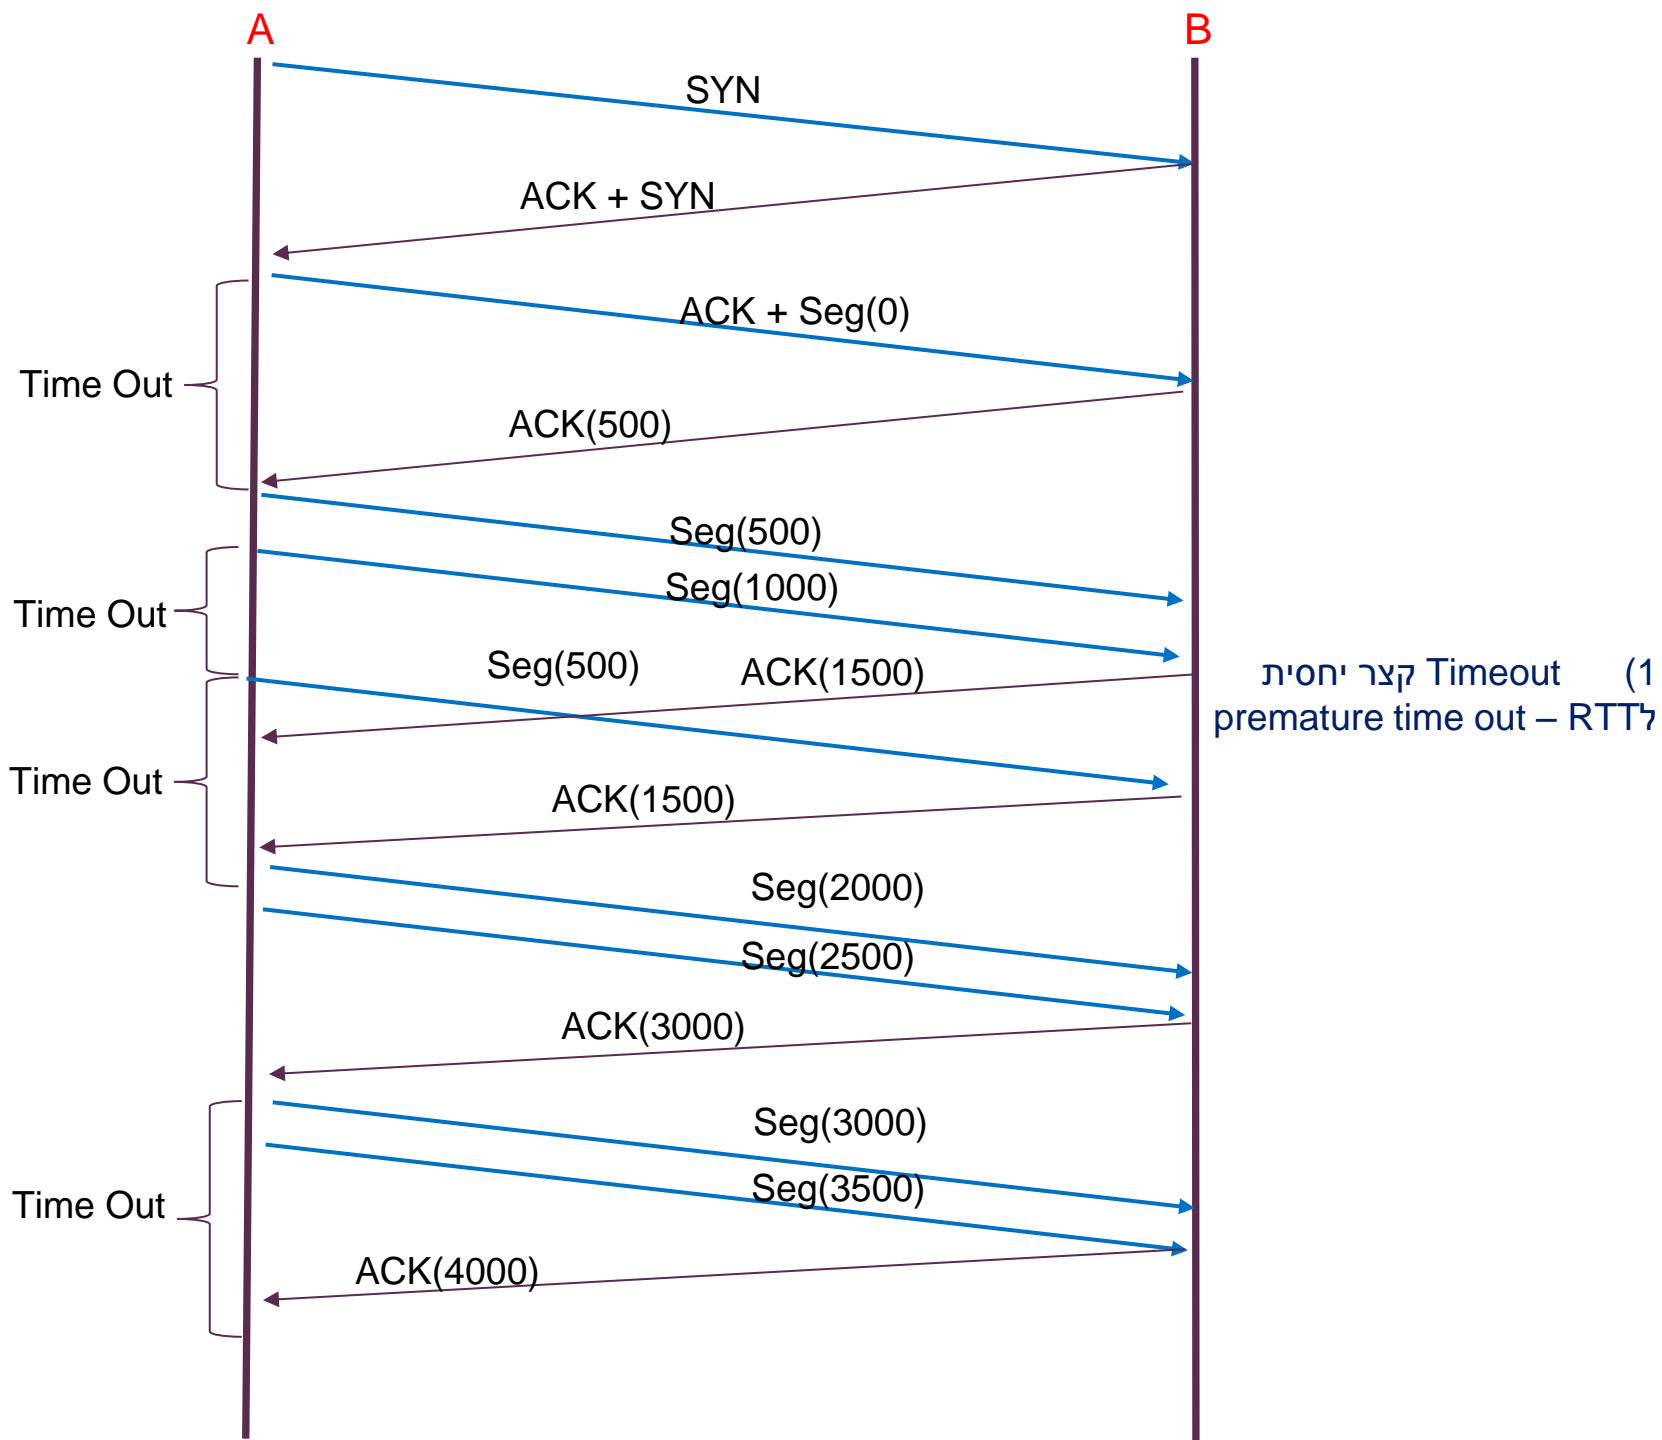 A
B
SYN
ACK + SYN
ACK + Seg(0)
Time Out
ACK(500)
Seg(500)
Seg(1000)
Time Out
Seg(500)
ACK(1500)
1) Timeout קצר יחסית
לRTT – premature time out
Time Out
ACK(1500)
Seg(2000)
Seg(2500)
ACK(3000)
Seg(3000)
Seg(3500)
Time Out
ACK(4000)